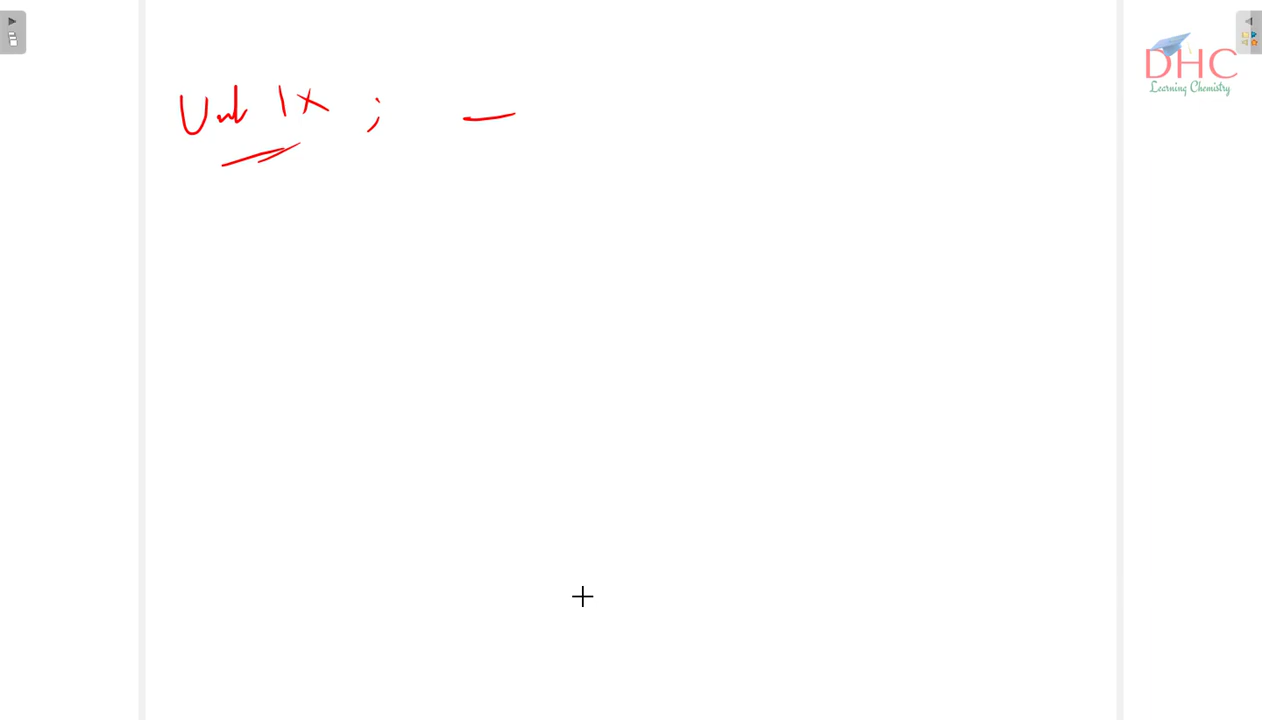 Unit IX ; —
DHC
Learning Chemistry